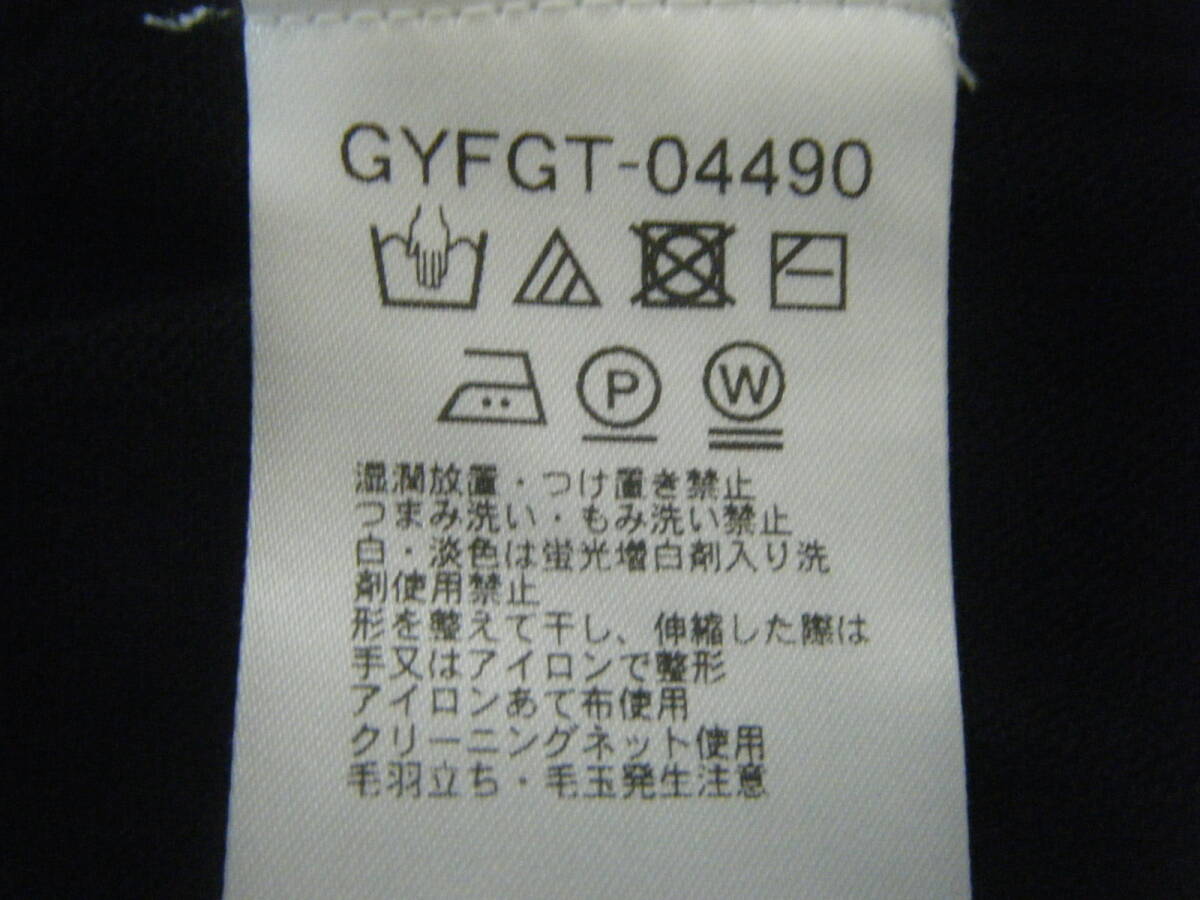 GYFGT-04490
P W
湿潤放置・つけ置き禁止
つまみ洗い・もみ洗い禁止
白・淡色は蛍光増白剤入り洗
剤使用禁止
形を整えて干し、伸縮した際は
手又はアイロンで整形
アイロンあて布使用
クリーニングネット使用
毛羽立ち・毛玉発生注意